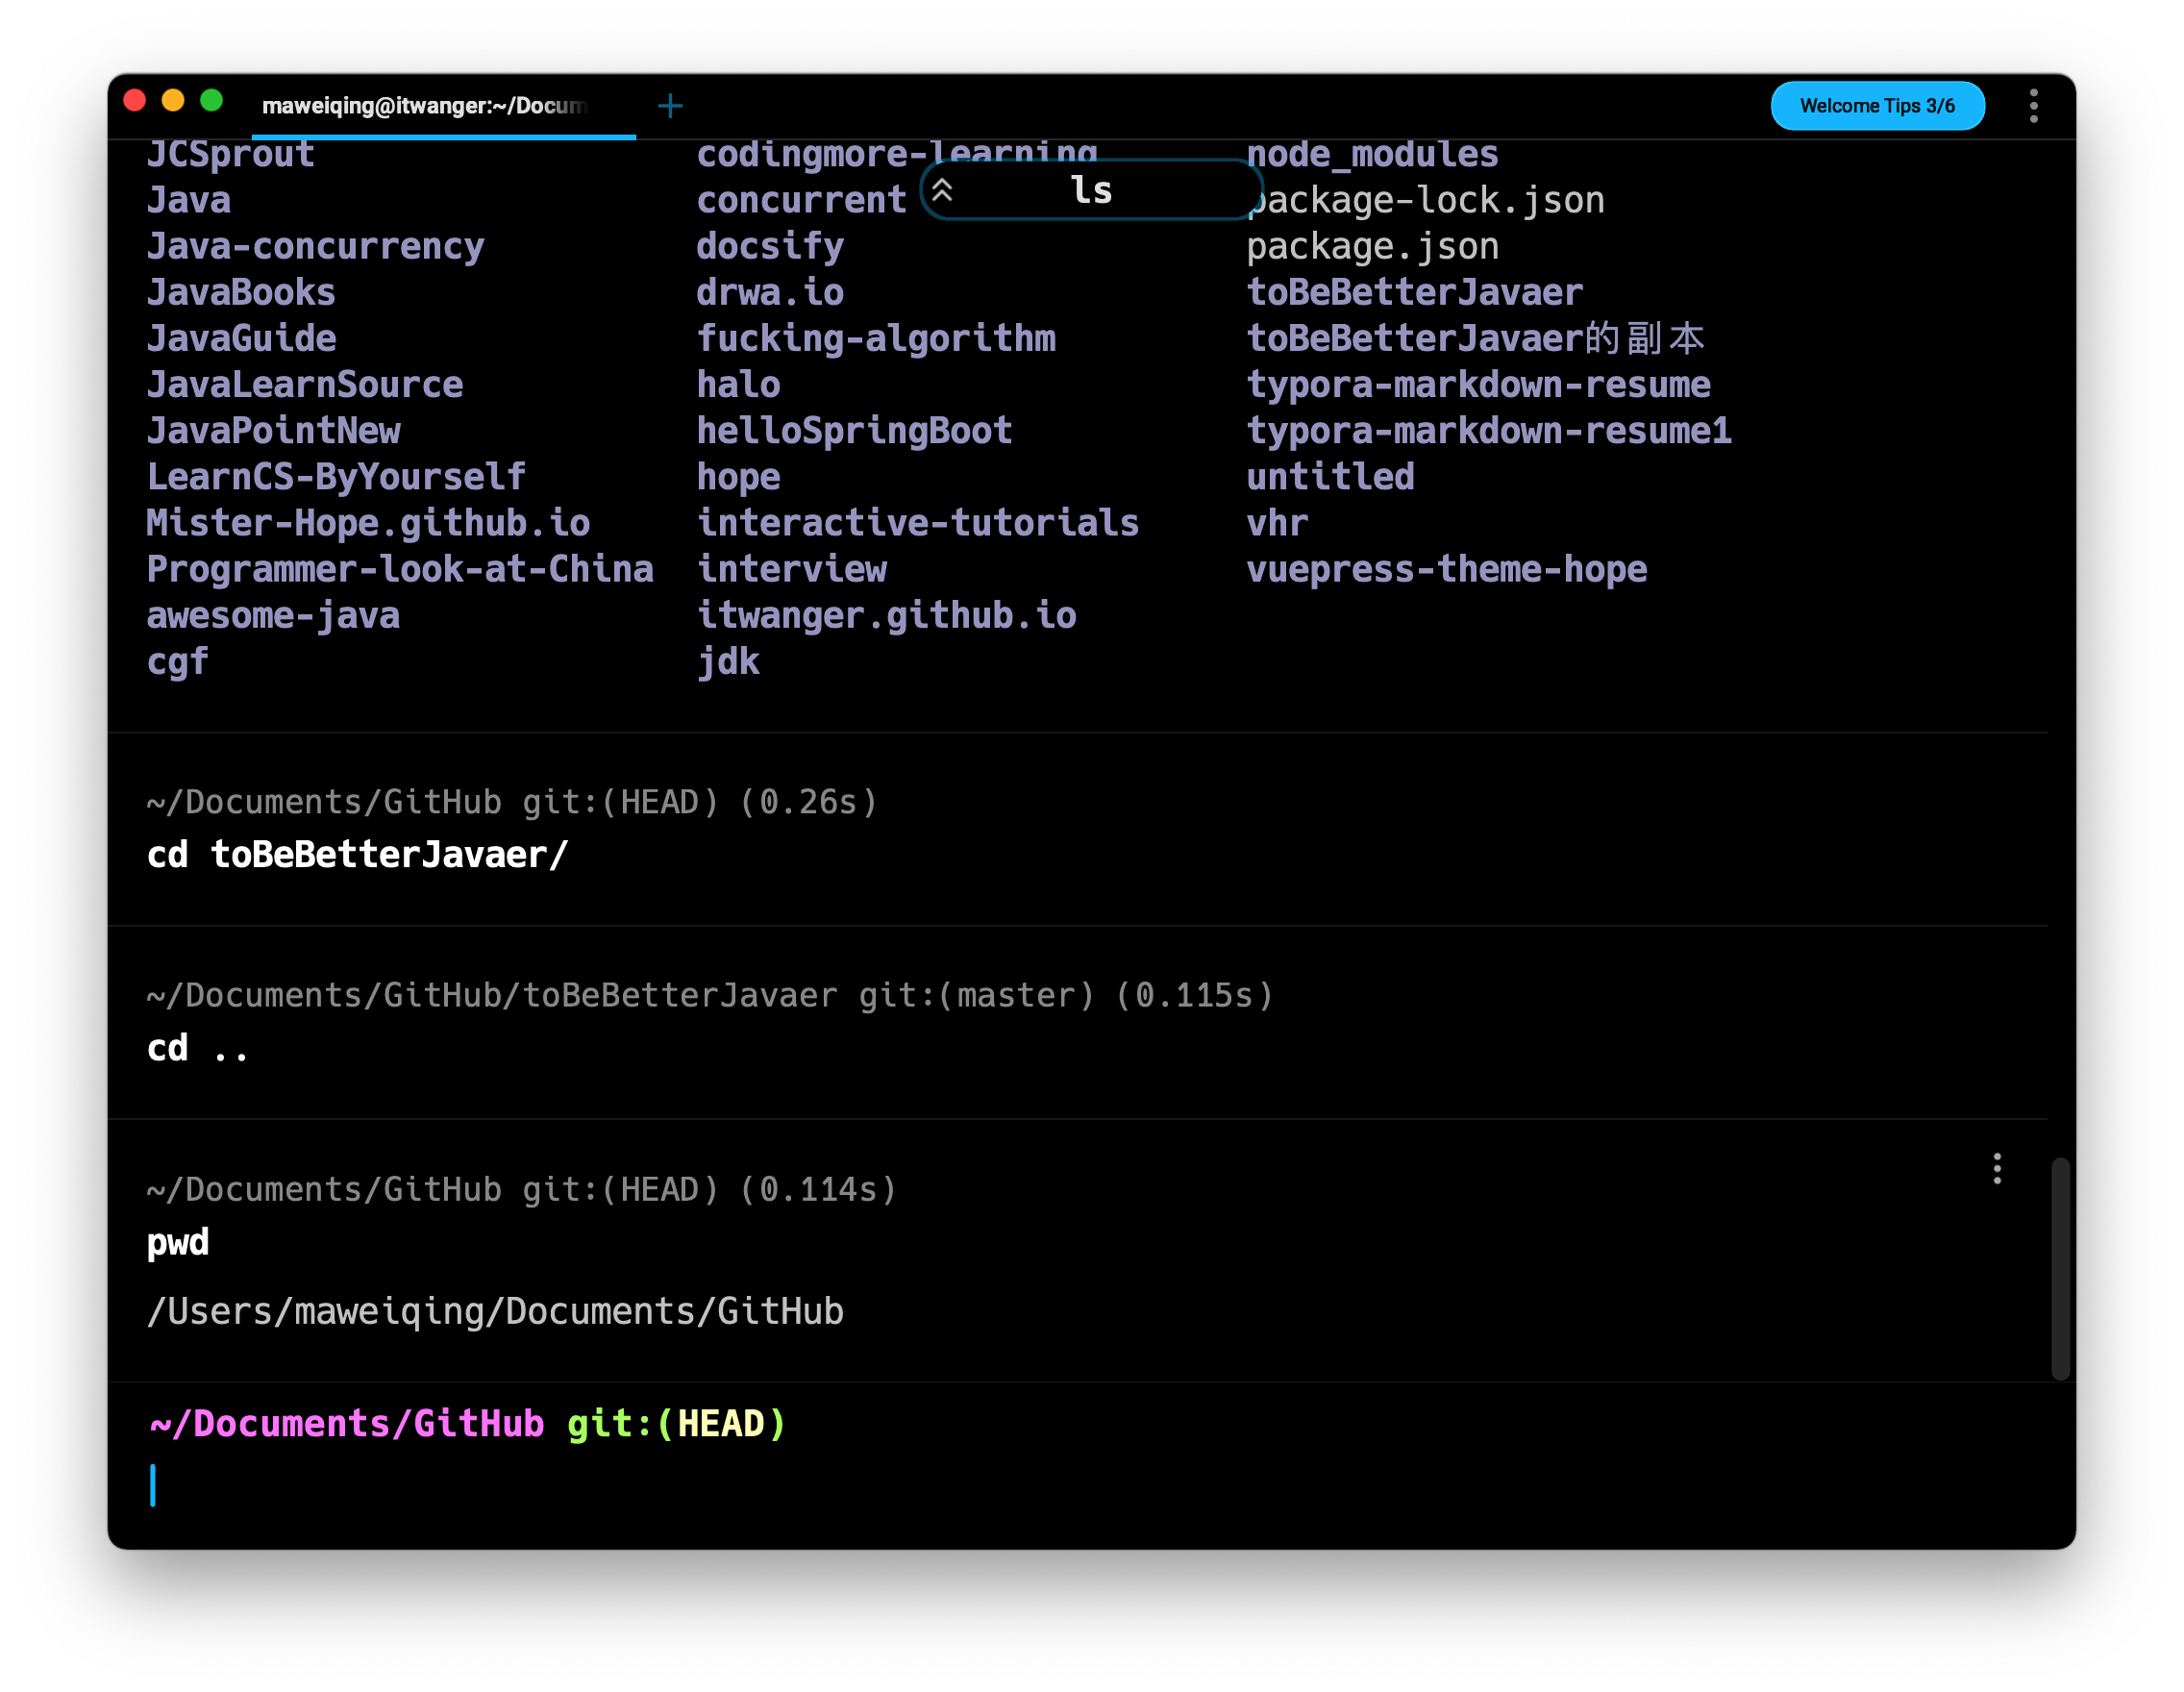 maweiqing@itwanger:~/Docum
Welcome Tips 3/6
JCSprout codingmore-learning node_modules
ls
Java concurrent package-lock.json
Java-concurrency docsify package.json
JavaBooks drwa.io toBeBetterJavaer
JavaGuide fucking-algorithm toBeBetterJavaer的副本
JavaLearnSource halo typora-markdown-resume
JavaPointNew helloSpringBoot typora-markdown-resume1
LearnCS-ByYourself hope untitled
Mister-Hope.github.io interactive-tutorials vhr
Programmer-look-at-China interview vuepress-theme-hope
awesome-java itwanger.github.io
cgf jdk
~/Documents/GitHub git:(HEAD) (0.26s)
cd toBeBetterJavaer/
~/Documents/GitHub/toBeBetterJavaer git:(master) (0.115s)
cd ..
~/Documents/GitHub git:(HEAD) (0.114s)
pwd
/Users/maweiqing/Documents/GitHub
~/Documents/GitHub git:(HEAD)